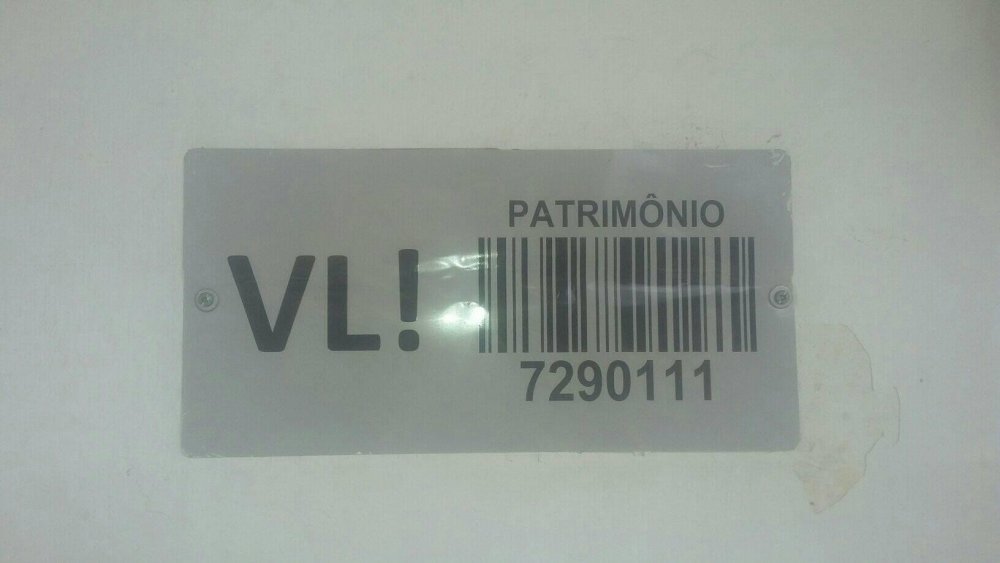 VL!
PATRIMÔNIO
7290111